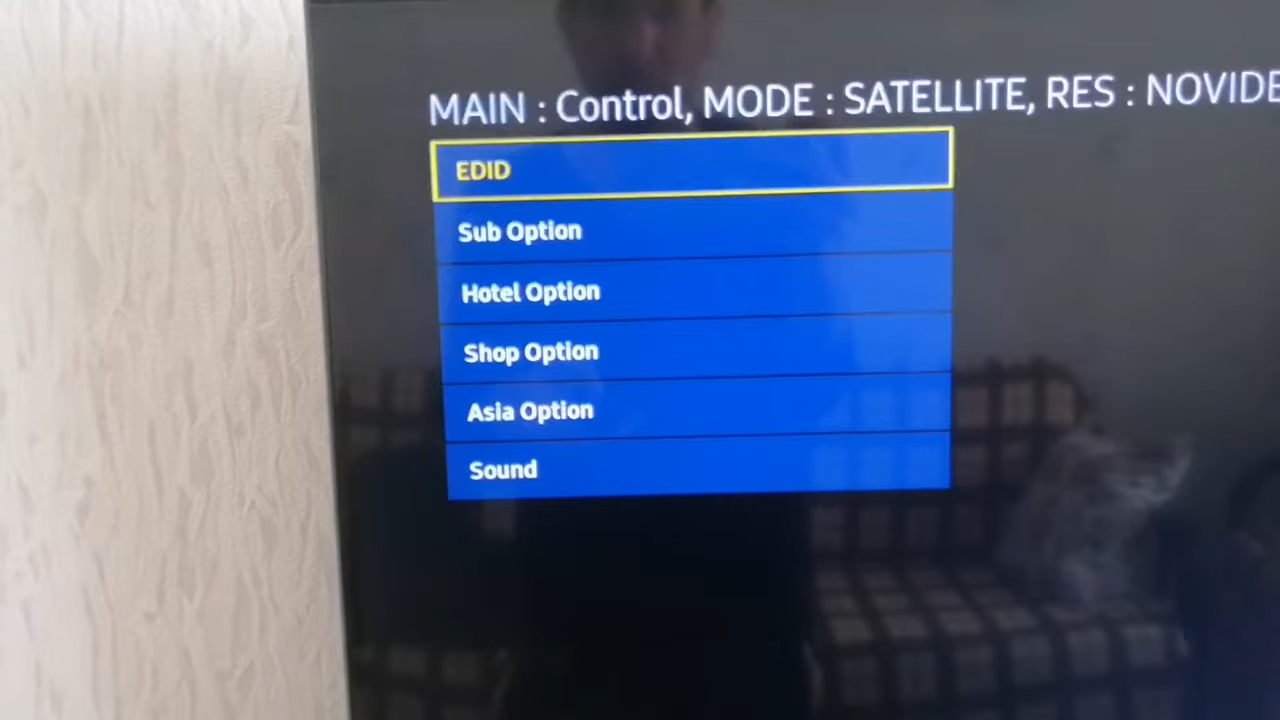 MAIN : Control, MODE : SATELLITE, RES : NOVIDE
EDID
Sub Option
Hotel Option
Shop Option
Asia Option
Sound